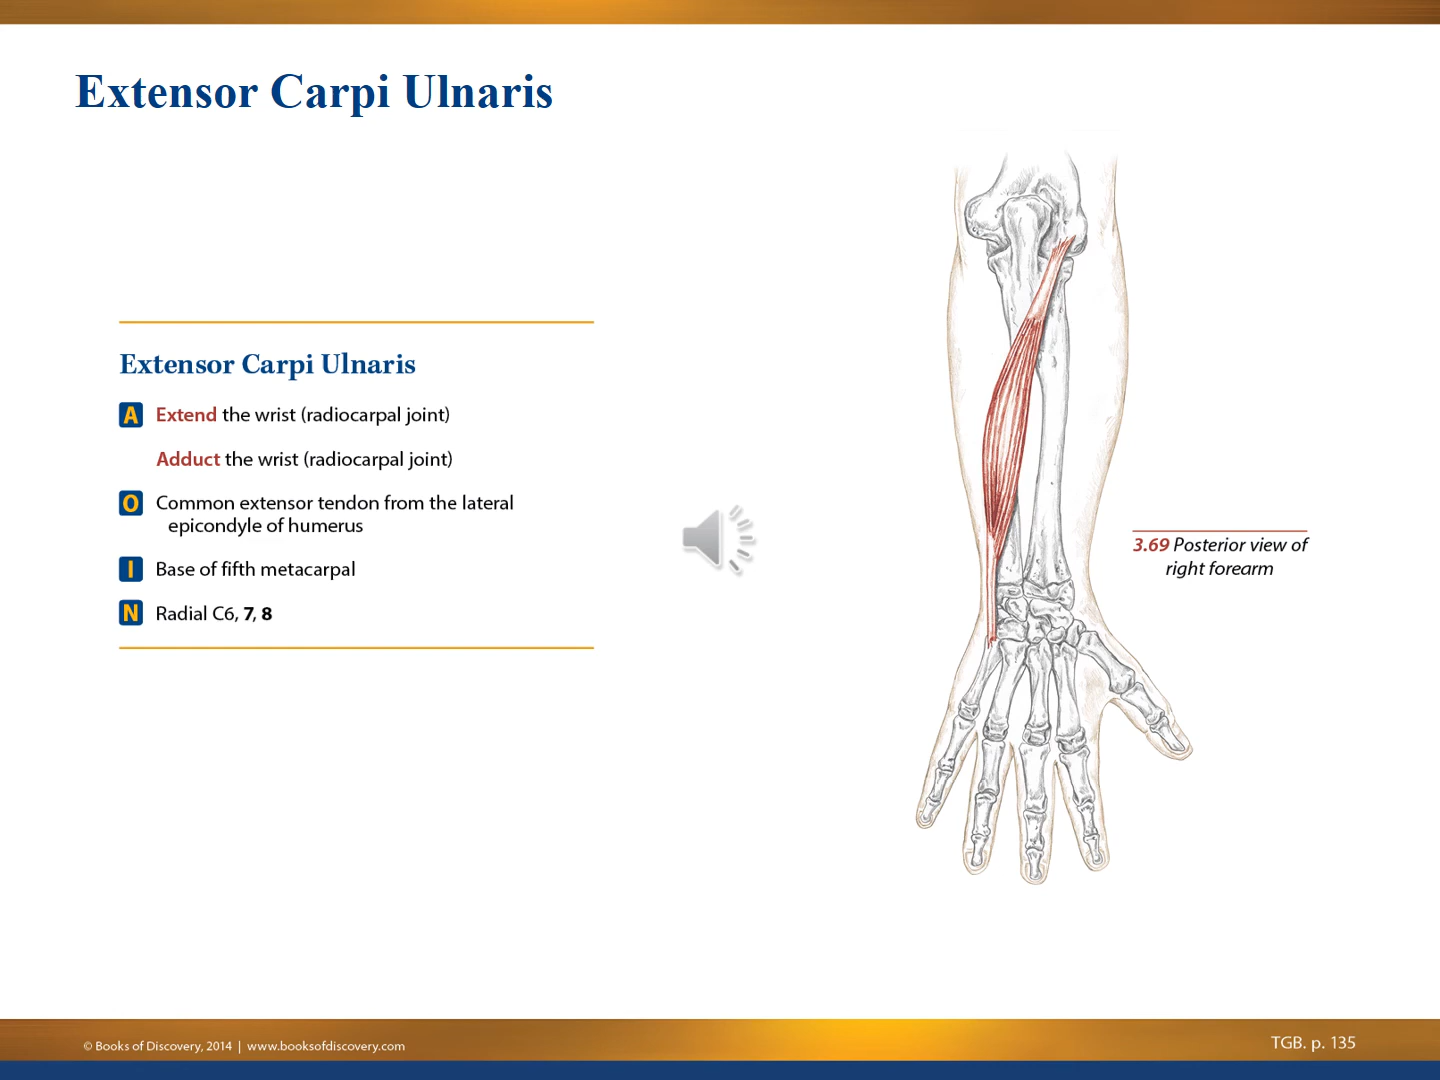 Extensor Carpi Ulnaris
Extensor Carpi Ulnaris
A Extend the wrist (radiocarpal joint)
Adduct the wrist (radiocarpal joint)
O Common extensor tendon from the lateral
epicondyle of humerus
I Base of fifth metacarpal
N Radial C6, 7, 8
3.69 Posterior view of
right forearm
© Books of Discovery, 2014 | www.booksofdiscovery.com
TGB. p. 135